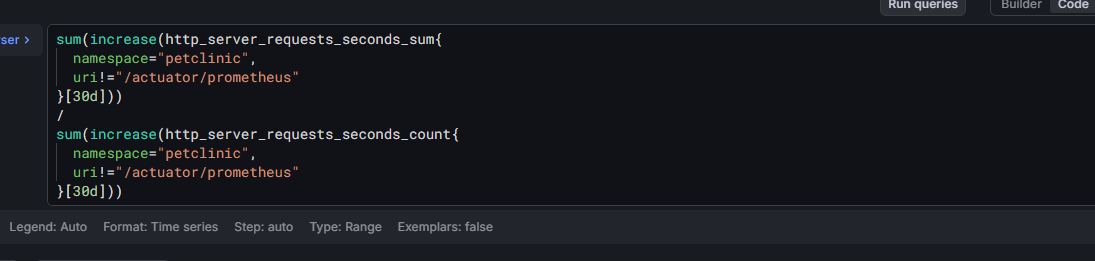 Run queries
Builder Code
ser >
sum(increase(http_server_requests_seconds_sum{
  namespace="petclinic",
  uri!="/actuator/prometheus"
}[30d]))
/
sum(increase(http_server_requests_seconds_count{
  namespace="petclinic",
  uri!="/actuator/prometheus"
}[30d]))
Legend: Auto Format: Time series Step: auto Type: Range Exemplars: false